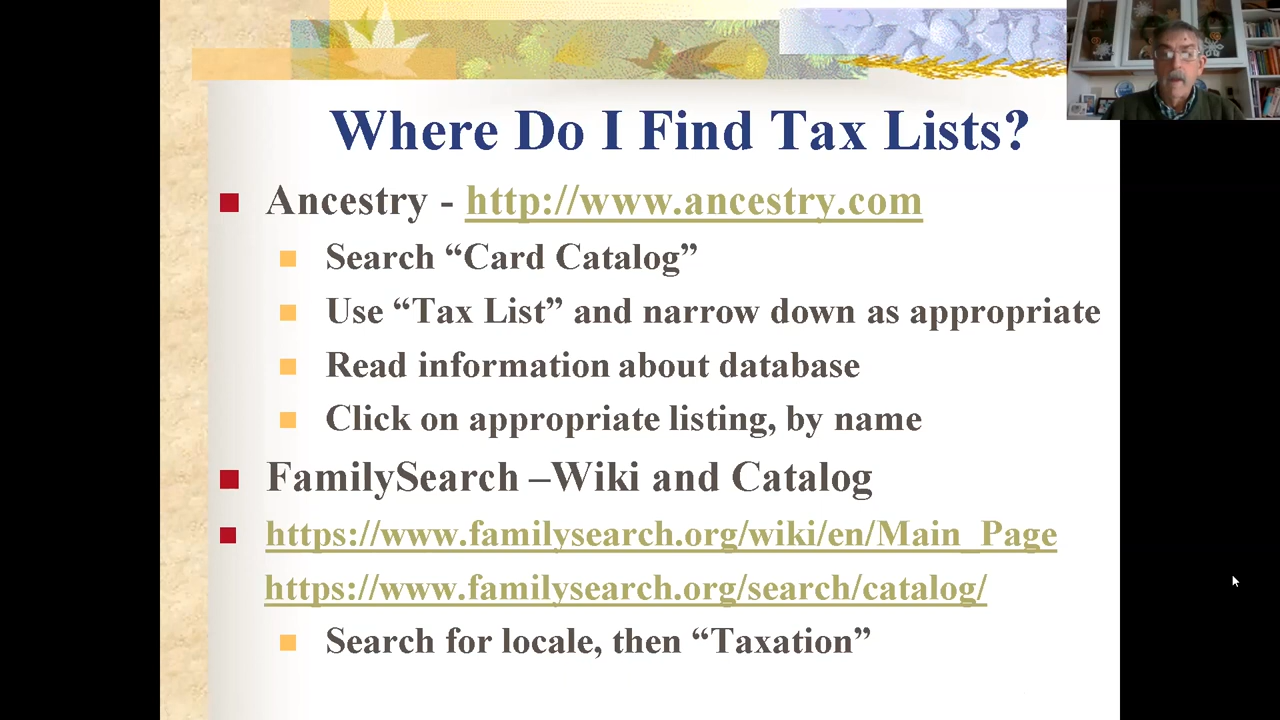 Where Do I Find Tax Lists?
Ancestry - http://www.ancestry.com
Search “Card Catalog”
Use “Tax List” and narrow down as appropriate
Read information about database
Click on appropriate listing, by name
FamilySearch –Wiki and Catalog
https://www.familysearch.org/wiki/en/Main_Page
https://www.familysearch.org/search/catalog/
Search for locale, then “Taxation”